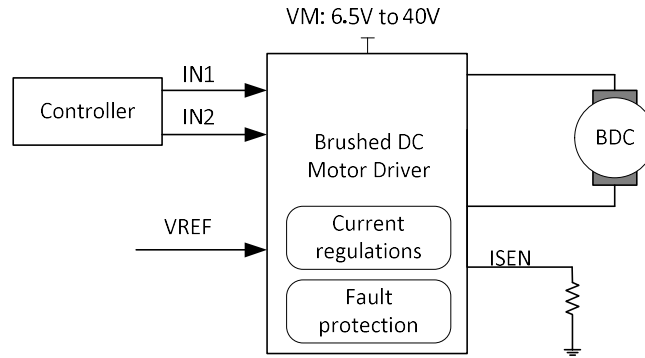 VM: 6.5V to 40V
IN1
Controller
IN2
BDC
Brushed DC
Motor Driver
VREF
Current
regulations
ISEN
Fault
protection